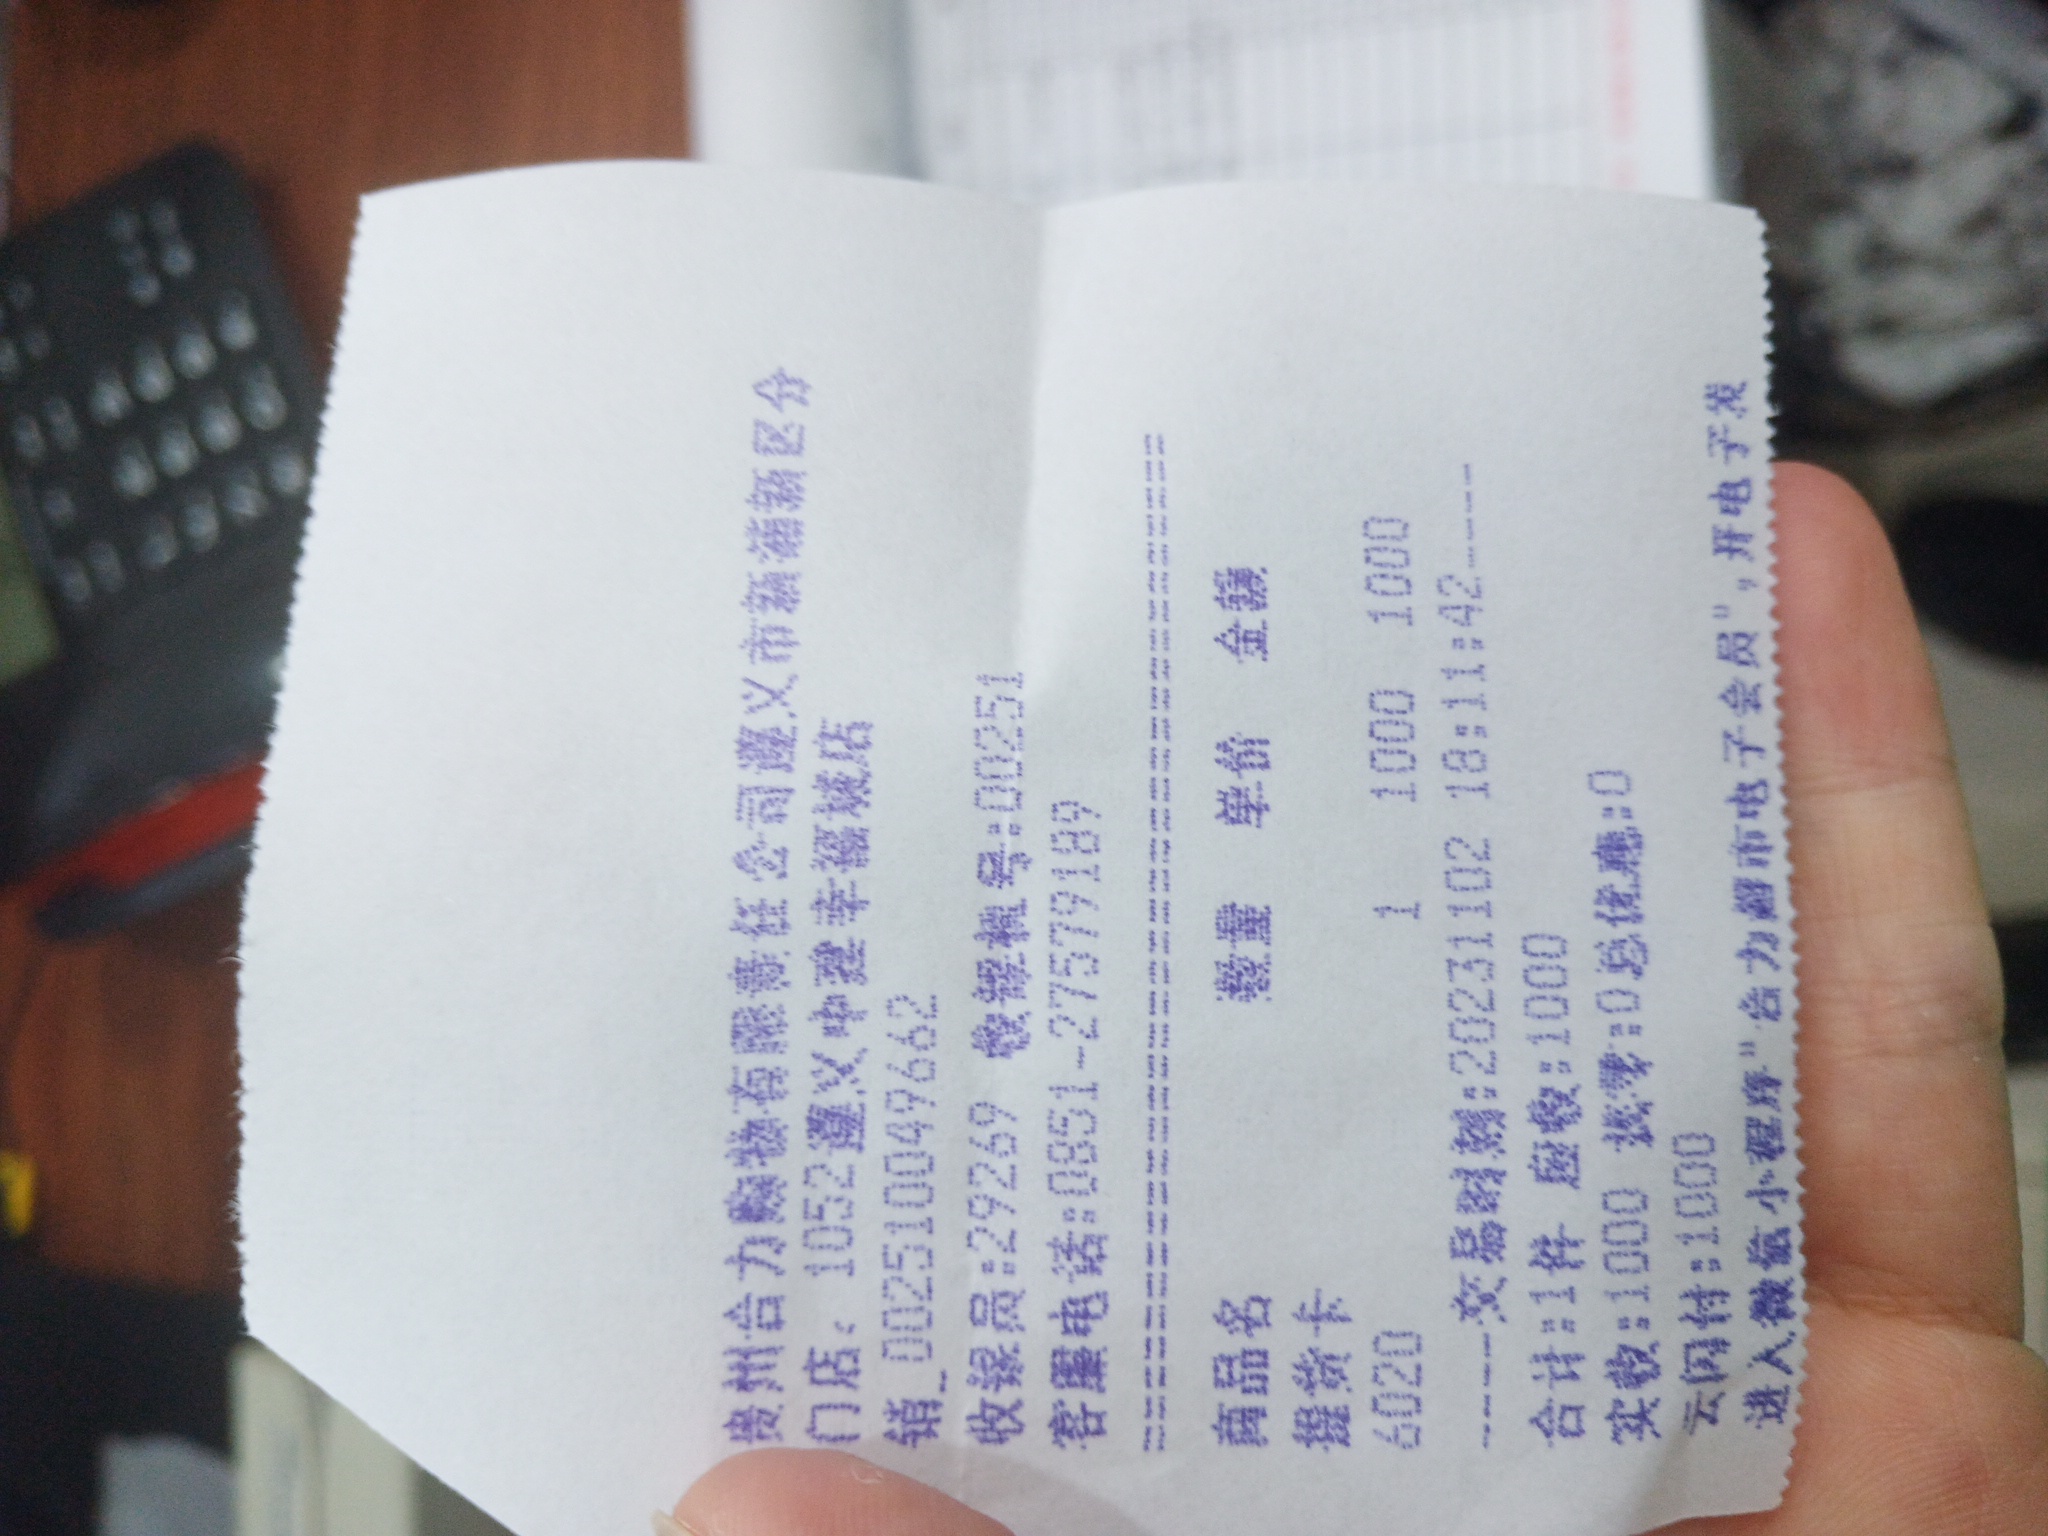 贵州合力购物有限责任公司遵义市新蒲新区分
门店、1052遵义中建幸福城店
销_002510049662
收银员:29269 收银机号:00251
客服电话:0851-27579189
================================
商品名 数量 单价 金额
提货卡
6020 1 1000 1000
-----交易时刻:20231102 18:11:42-----
合计:1件 应收:1000
实收:1000 找零:0总优惠:0
云闪付:1000
进入微信小程序"合力超市电子会员",开电子发